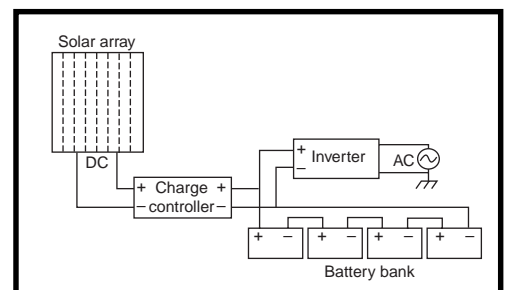 Solar array
DC
+ Inverter
−
AC
+ Charge +
− controller −
+ − + − + − + −
Battery bank